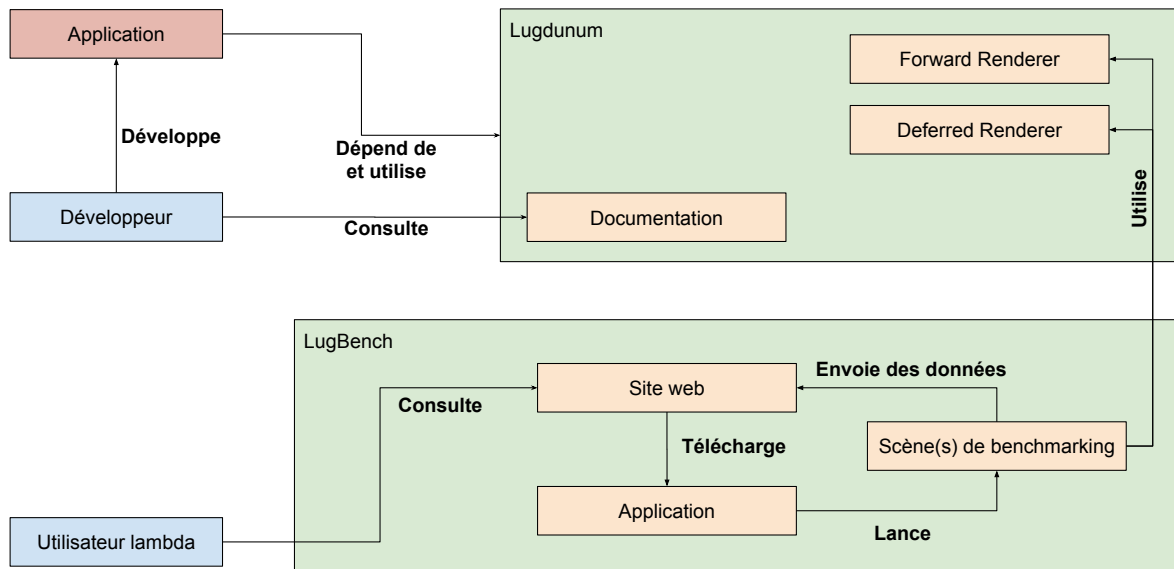 Application
Lugdunum
Forward Renderer
Deferred Renderer
Développe
Dépend de
et utilise
Utilise
Développeur
Consulte
Documentation
LugBench
Envoie des données
Site web
Consulte
Télécharge
Scène(s) de benchmarking
Application
Lance
Utilisateur lambda